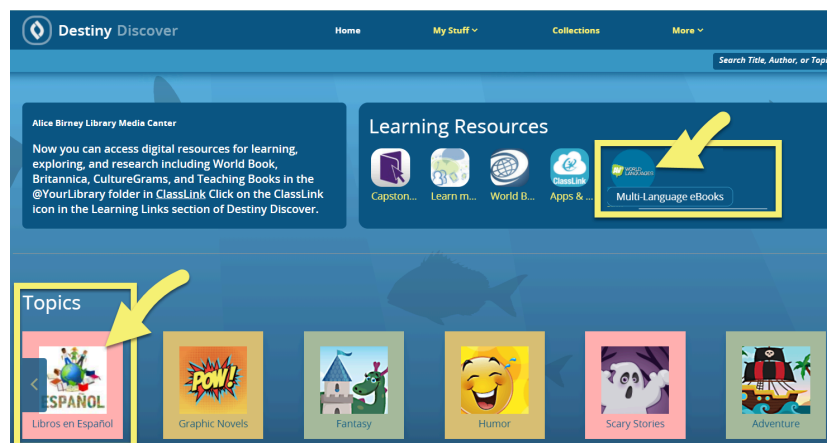 Destiny Discover
Home
My Stuff
Collections
More
Search Title, Author, or Topi
Alice Birney Library Media Canter
Now you can access digital resources for learning,
exploring, and research including World Book,
Britannica, CultureGrams, and Teaching Books in the
@YourLibrary folder in ClassLink Click on the ClassLink
icon in the Learning Links section of Destiny Discover.
Learning Resources
ClassLink
WORLD
LANGUAGES
Capston...
Learn m...
World B...
Apps & ...
Multi-Language eBooks
Topics
ESPAÑOL
POW!
Libros en Español
Graphic Novels
Fantasy
Humor
Scary Stories
Adventure